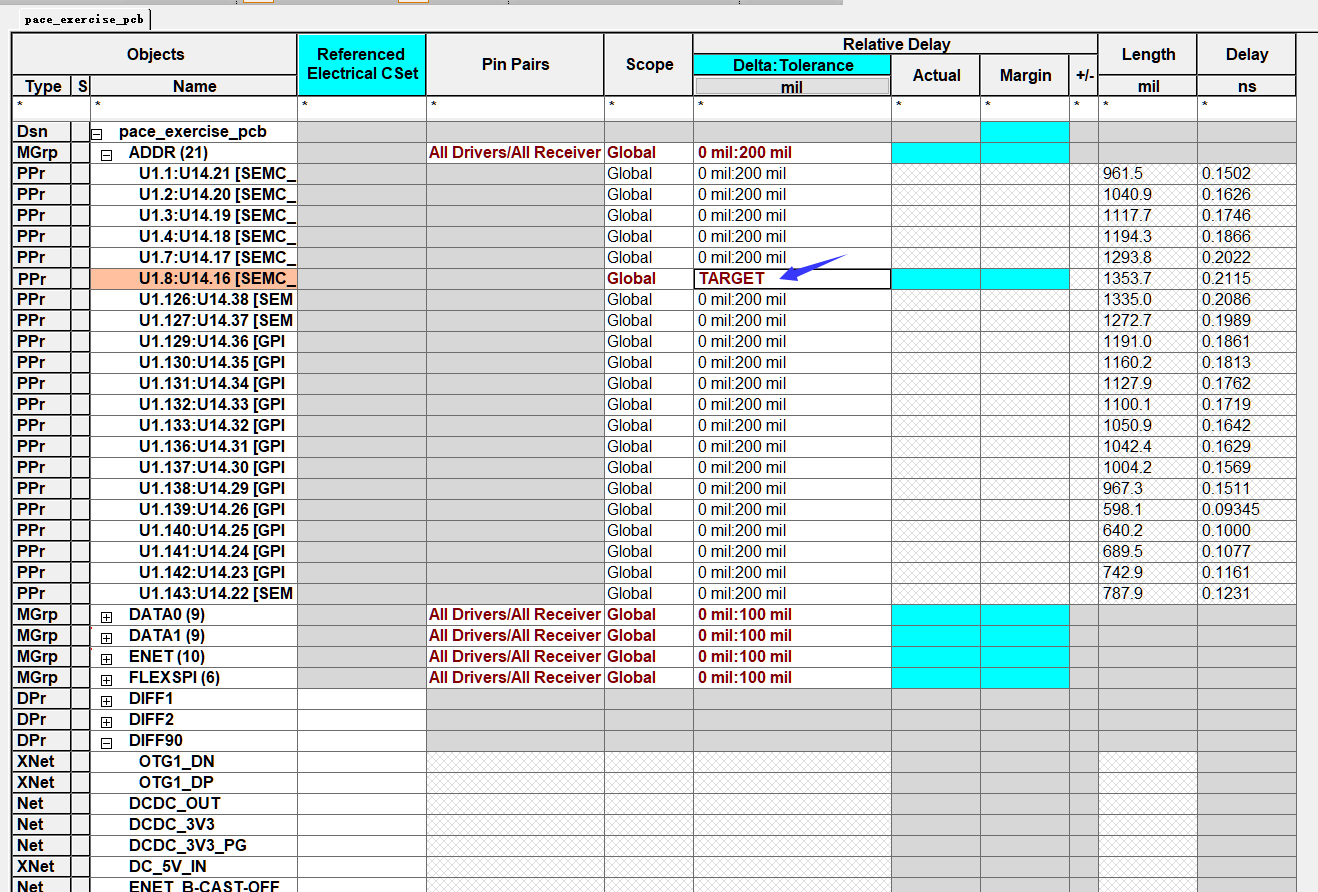 pace_exercise_pcb
Objects Referenced Electrical CSet Pin Pairs Scope Relative Delay Length Delay
Delta:Tolerance Actual Margin +/-
Type S Name mil mil ns
* * * * * * * * * * *
Dsn pace_exercise_pcb
MGrp ADDR (21) All Drivers/All Receiver Global 0 mil:200 mil
PPr U1.1:U14.21 [SEMC_ Global 0 mil:200 mil 961.5 0.1502
PPr U1.2:U14.20 [SEMC_ Global 0 mil:200 mil 1040.9 0.1626
PPr U1.3:U14.19 [SEMC_ Global 0 mil:200 mil 1117.7 0.1746
PPr U1.4:U14.18 [SEMC_ Global 0 mil:200 mil 1194.3 0.1866
PPr U1.7:U14.17 [SEMC_ Global 0 mil:200 mil 1293.8 0.2022
PPr U1.8:U14.16 [SEMC_ Global TARGET 1353.7 0.2115
PPr U1.126:U14.38 [SEM Global 0 mil:200 mil 1335.0 0.2086
PPr U1.127:U14.37 [SEM Global 0 mil:200 mil 1272.7 0.1989
PPr U1.129:U14.36 [GPI Global 0 mil:200 mil 1191.0 0.1861
PPr U1.130:U14.35 [GPI Global 0 mil:200 mil 1160.2 0.1813
PPr U1.131:U14.34 [GPI Global 0 mil:200 mil 1127.9 0.1762
PPr U1.132:U14.33 [GPI Global 0 mil:200 mil 1100.1 0.1719
PPr U1.133:U14.32 [GPI Global 0 mil:200 mil 1050.9 0.1642
PPr U1.136:U14.31 [GPI Global 0 mil:200 mil 1042.4 0.1629
PPr U1.137:U14.30 [GPI Global 0 mil:200 mil 1004.2 0.1569
PPr U1.138:U14.29 [GPI Global 0 mil:200 mil 967.3 0.1511
PPr U1.139:U14.26 [GPI Global 0 mil:200 mil 598.1 0.09345
PPr U1.140:U14.25 [GPI Global 0 mil:200 mil 640.2 0.1000
PPr U1.141:U14.24 [GPI Global 0 mil:200 mil 689.5 0.1077
PPr U1.142:U14.23 [GPI Global 0 mil:200 mil 742.9 0.1161
PPr U1.143:U14.22 [SEM Global 0 mil:200 mil 787.9 0.1231
MGrp DATA0 (9) All Drivers/All Receiver Global 0 mil:100 mil
MGrp DATA1 (9) All Drivers/All Receiver Global 0 mil:100 mil
MGrp ENET (10) All Drivers/All Receiver Global 0 mil:100 mil
MGrp FLEXSPI (6) All Drivers/All Receiver Global 0 mil:100 mil
DPr DIFF1
DPr DIFF2
DPr DIFF90
XNet OTG1_DN
XNet OTG1_DP
Net DCDC_OUT
Net DCDC_3V3
Net DCDC_3V3_PG
XNet DC_5V_IN
Net ENET_B-CAST-OFF